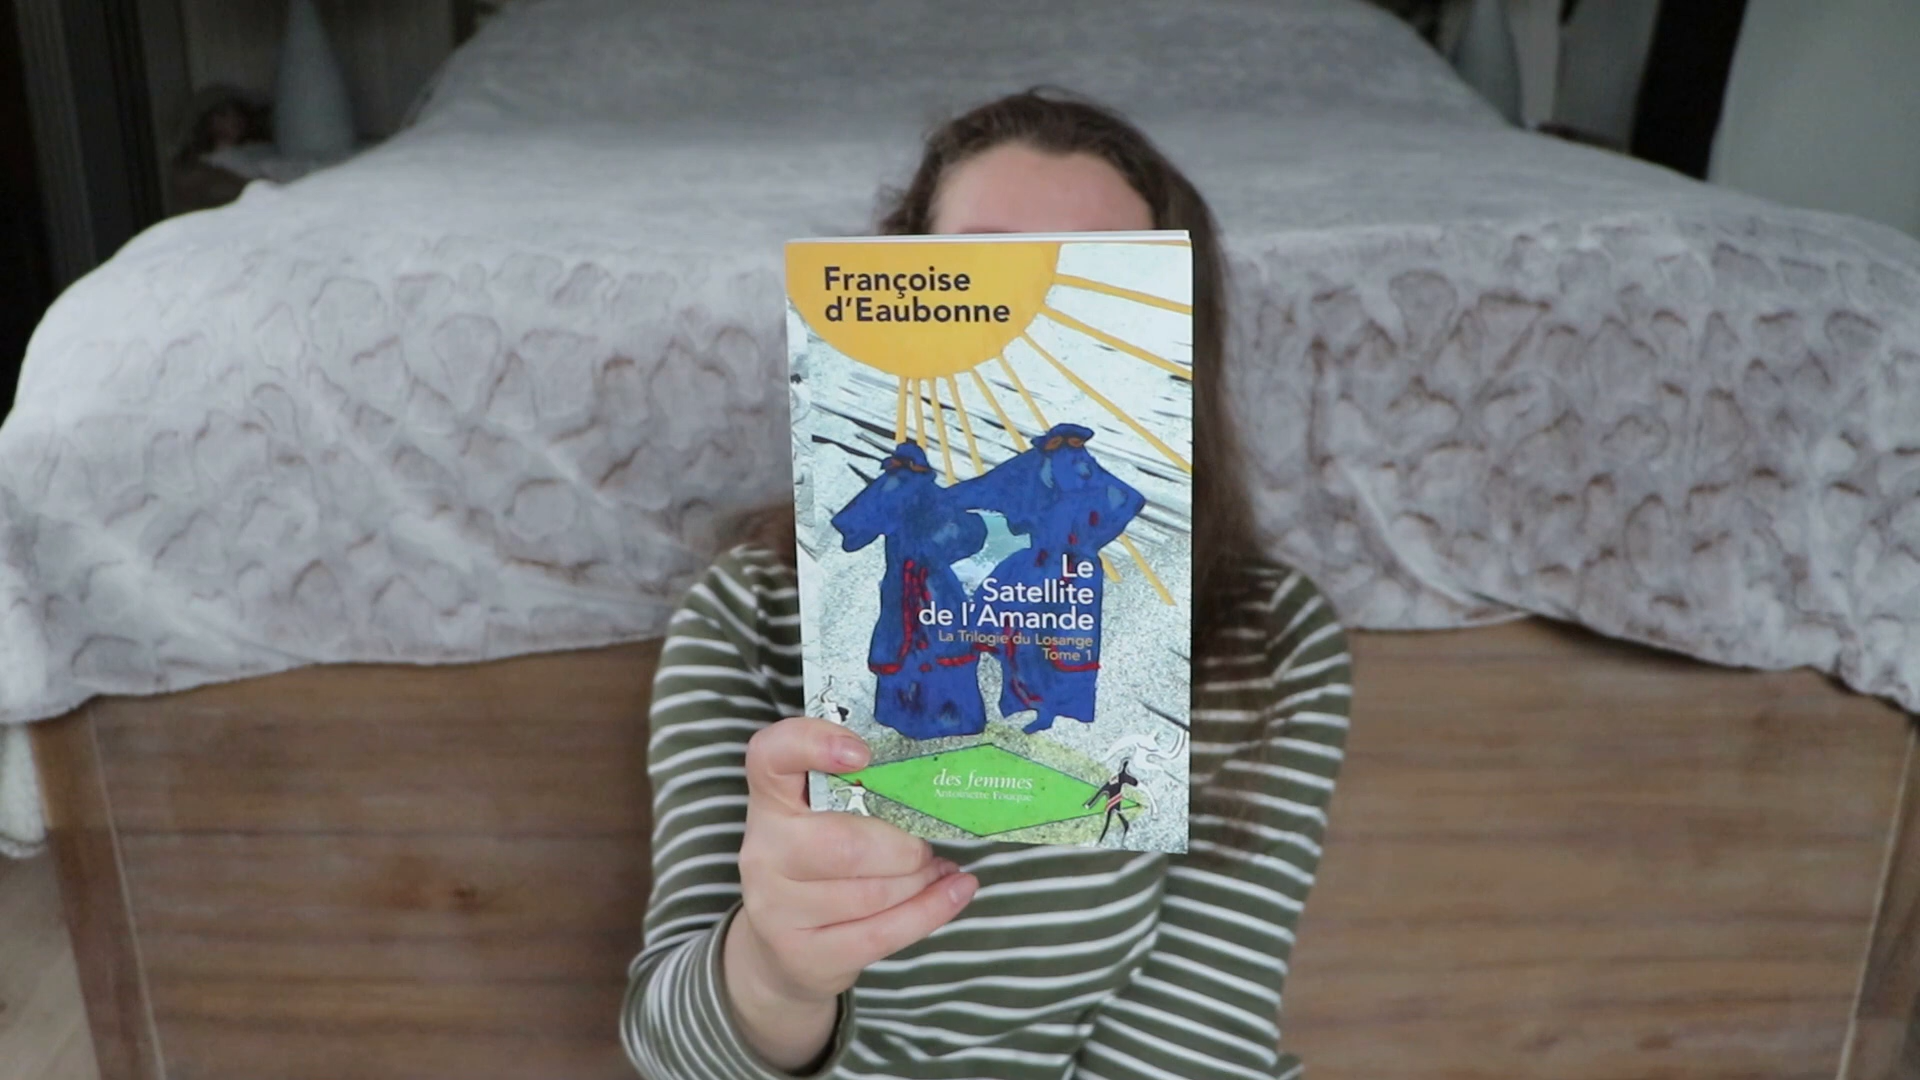 Françoise
d'Eaubonne
Le
Satellite
de l'Amande
La Trilogie du Losange
Tome 1
des femmes
Antoinette Fouque